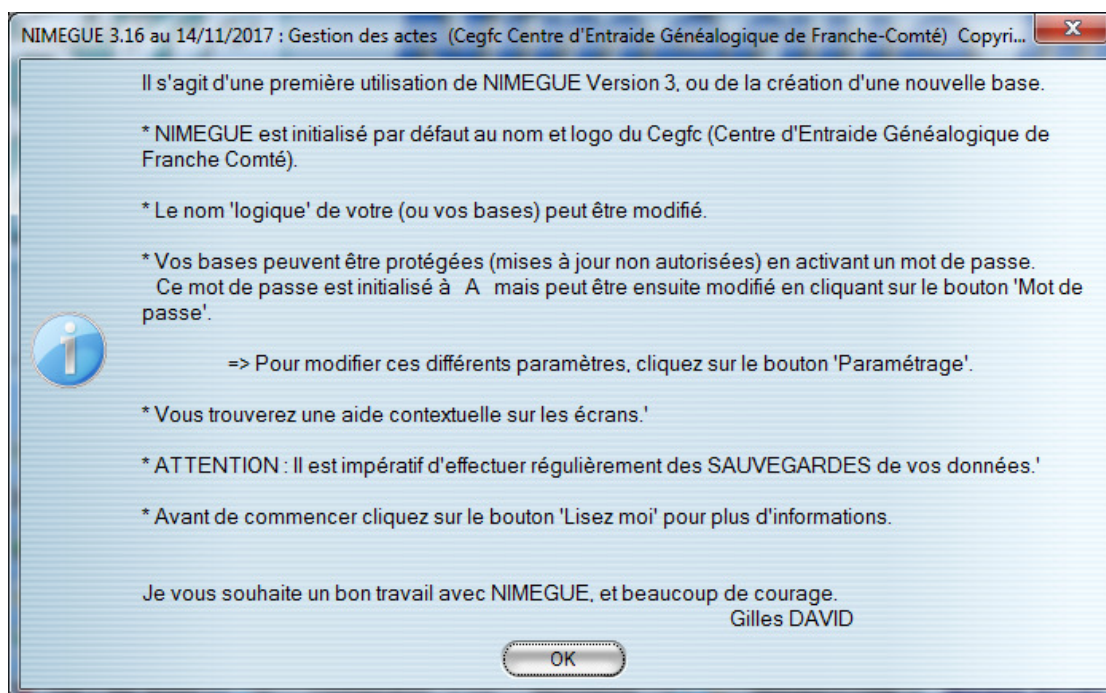 NIMEGUE 3.16 au 14/11/2017 : Gestion des actes (Cegfc Centre d'Entraide Généalogique de Franche-Comté) Copyri...
Il s'agit d'une première utilisation de NIMEGUE Version 3, ou de la création d'une nouvelle base.
* NIMEGUE est initialisé par défaut au nom et logo du Cegfc (Centre d'Entraide Généalogique de
Franche Comté).
* Le nom 'logique' de votre (ou vos bases) peut être modifié.
* Vos bases peuvent être protégées (mises à jour non autorisées) en activant un mot de passe.
Ce mot de passe est initialisé à A mais peut être ensuite modifié en cliquant sur le bouton 'Mot de
passe'.
=> Pour modifier ces différents paramètres, cliquez sur le bouton 'Paramétrage'.
* Vous trouverez une aide contextuelle sur les écrans.'
* ATTENTION : Il est impératif d'effectuer régulièrement des SAUVEGARDES de vos données.'
* Avant de commencer cliquez sur le bouton 'Lisez moi' pour plus d'informations.
Je vous souhaite un bon travail avec NIMEGUE, et beaucoup de courage.
Gilles DAVID
OK